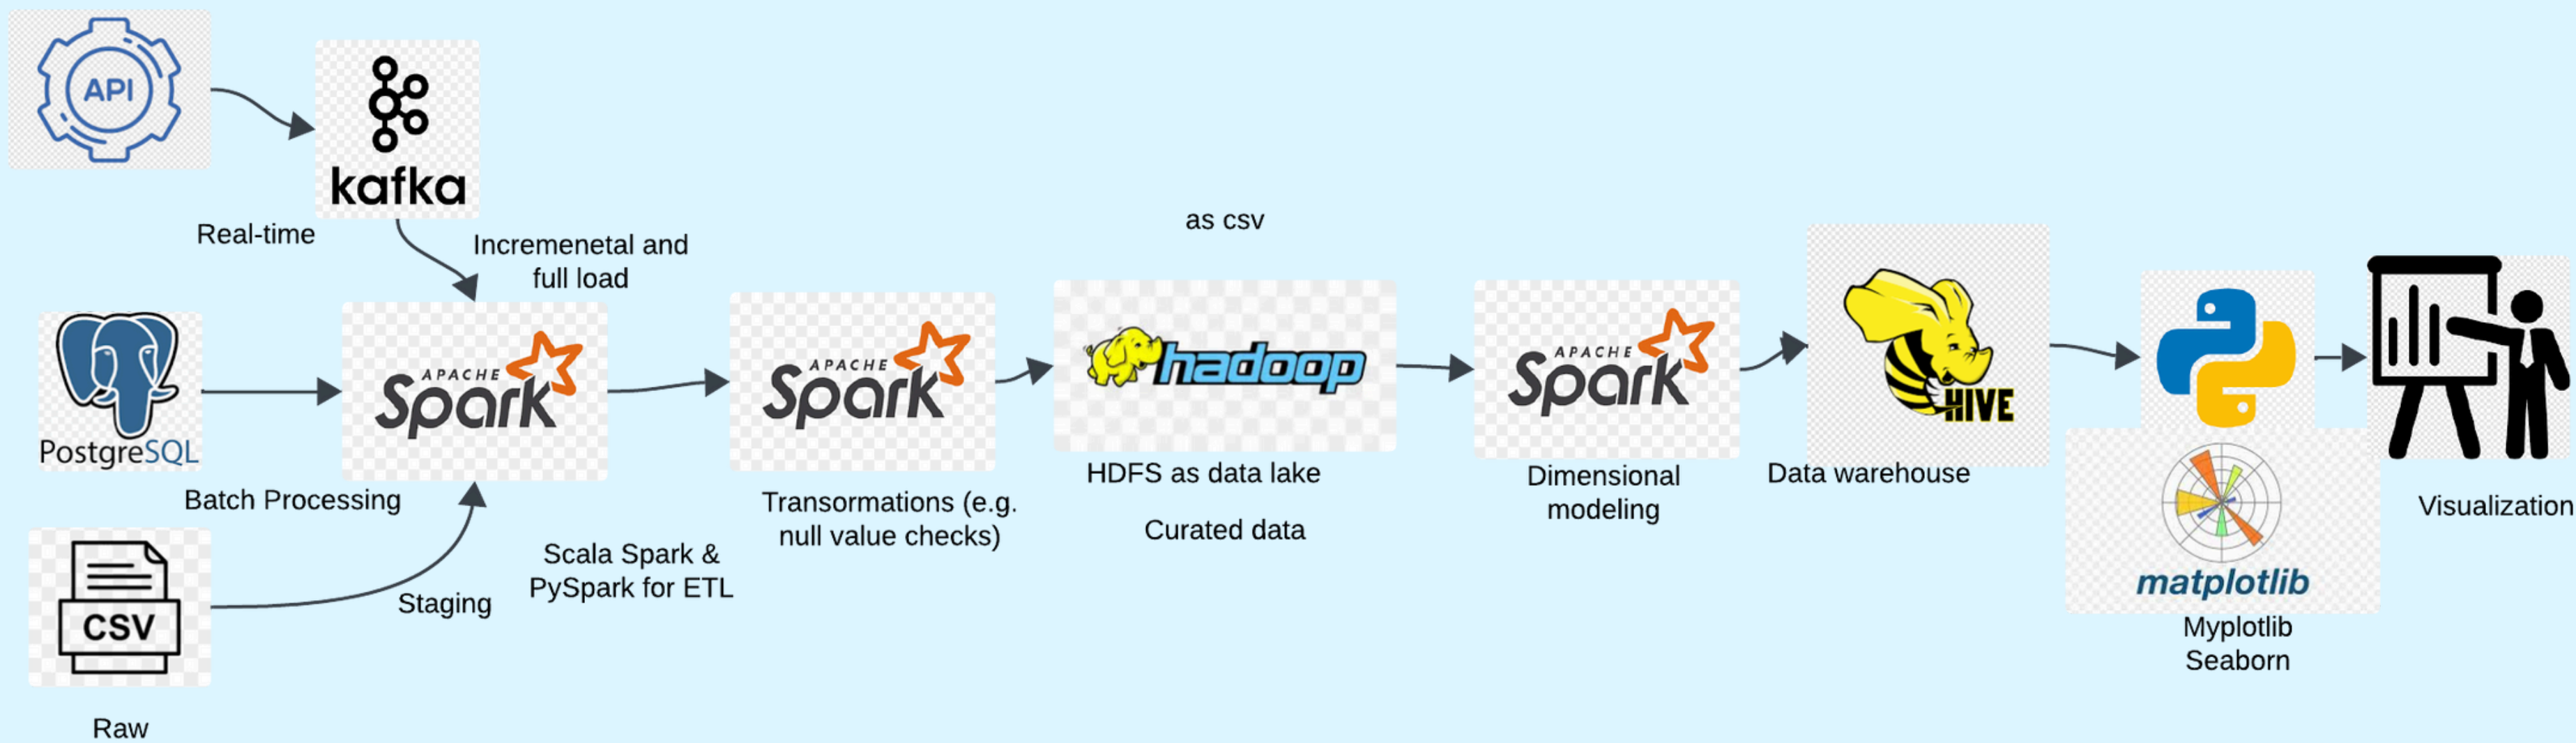 API
kafka
Real-time
Incremenetal and
full load
as csv
PostgreSQL
APACHE
Spark
APACHE
Spark
hadoop
APACHE
Spark
HIVE
Batch Processing
Transormations (e.g.
null value checks)
HDFS as data lake
Curated data
Dimensional
modeling
Data warehouse
Visualization
CSV
Staging
Scala Spark &
PySpark for ETL
matplotlib
Myplotlib
Seaborn
Raw